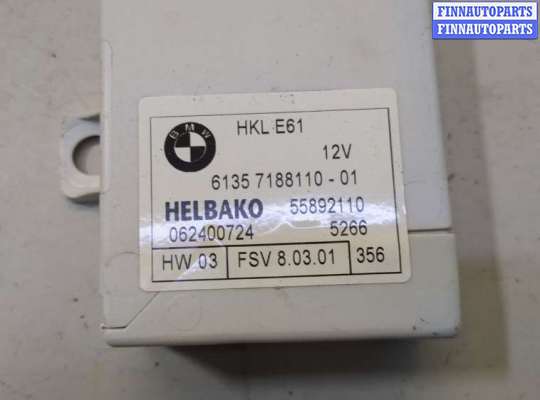 FINNAUTOPARTS
FINNAUTOPARTS
BMW HKL E61
12V
6135 7188110 - 01
HELBAKO 55892110
062400724 5266
HW 03 FSV 8.03.01 356